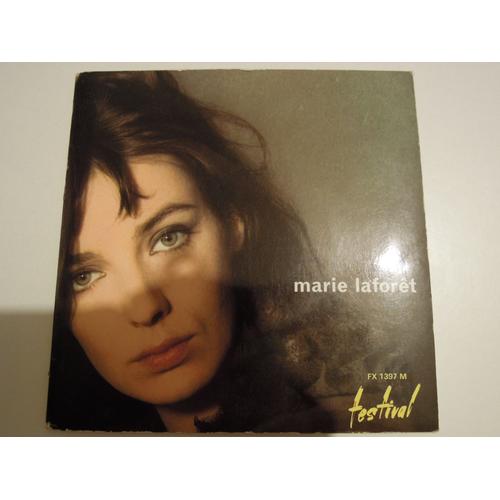 marie laforêt
FX 1397 M
festival